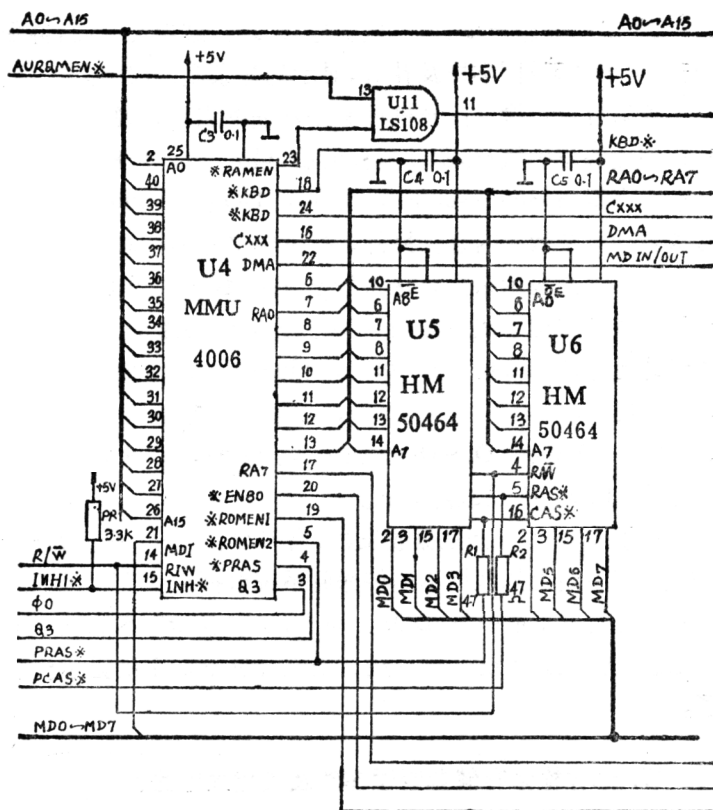 A0~A15
A0~A15
AURAMEN※
+5V
+5V
+5V
C3 0.1
13
U11
LS108
11
25
23
KBD※
2
A0
※RAMEN
C4 0.1
C5 0.1
RA0~RA7
40
※KBD
18
39
※KBD
24
CXXX
38
CXXX
16
DMA
37
DMA
22
MD IN/OUT
36
U4
6
10
10
35
MMU
RA0
7
6
6
34
8
7
U5
7
U6
33
4006
9
8
8
32
10
11
HM
11
HM
31
11
12
50464
12
50464
30
12
13
13
29
13
14
A7
14
A7
28
RA7
17
4
R/W̅
27
※EN80
20
5
RAS※
+5V
26
A15
※ROMEN1
19
16
CAS※
PR
3.3K
21
MDI
※ROMEN2
5
2
3
15
17
R1
R2
2
3
15
17
R/W̅
14
R/W
※PRAS
4
INHI※
15
INH※
Q3
3
MD0
MD1
MD2
MD3
47
47
Ω
MD5
MD6
MD7
Φ0
Q3
PRAS※
PCAS※
MD0~MD7